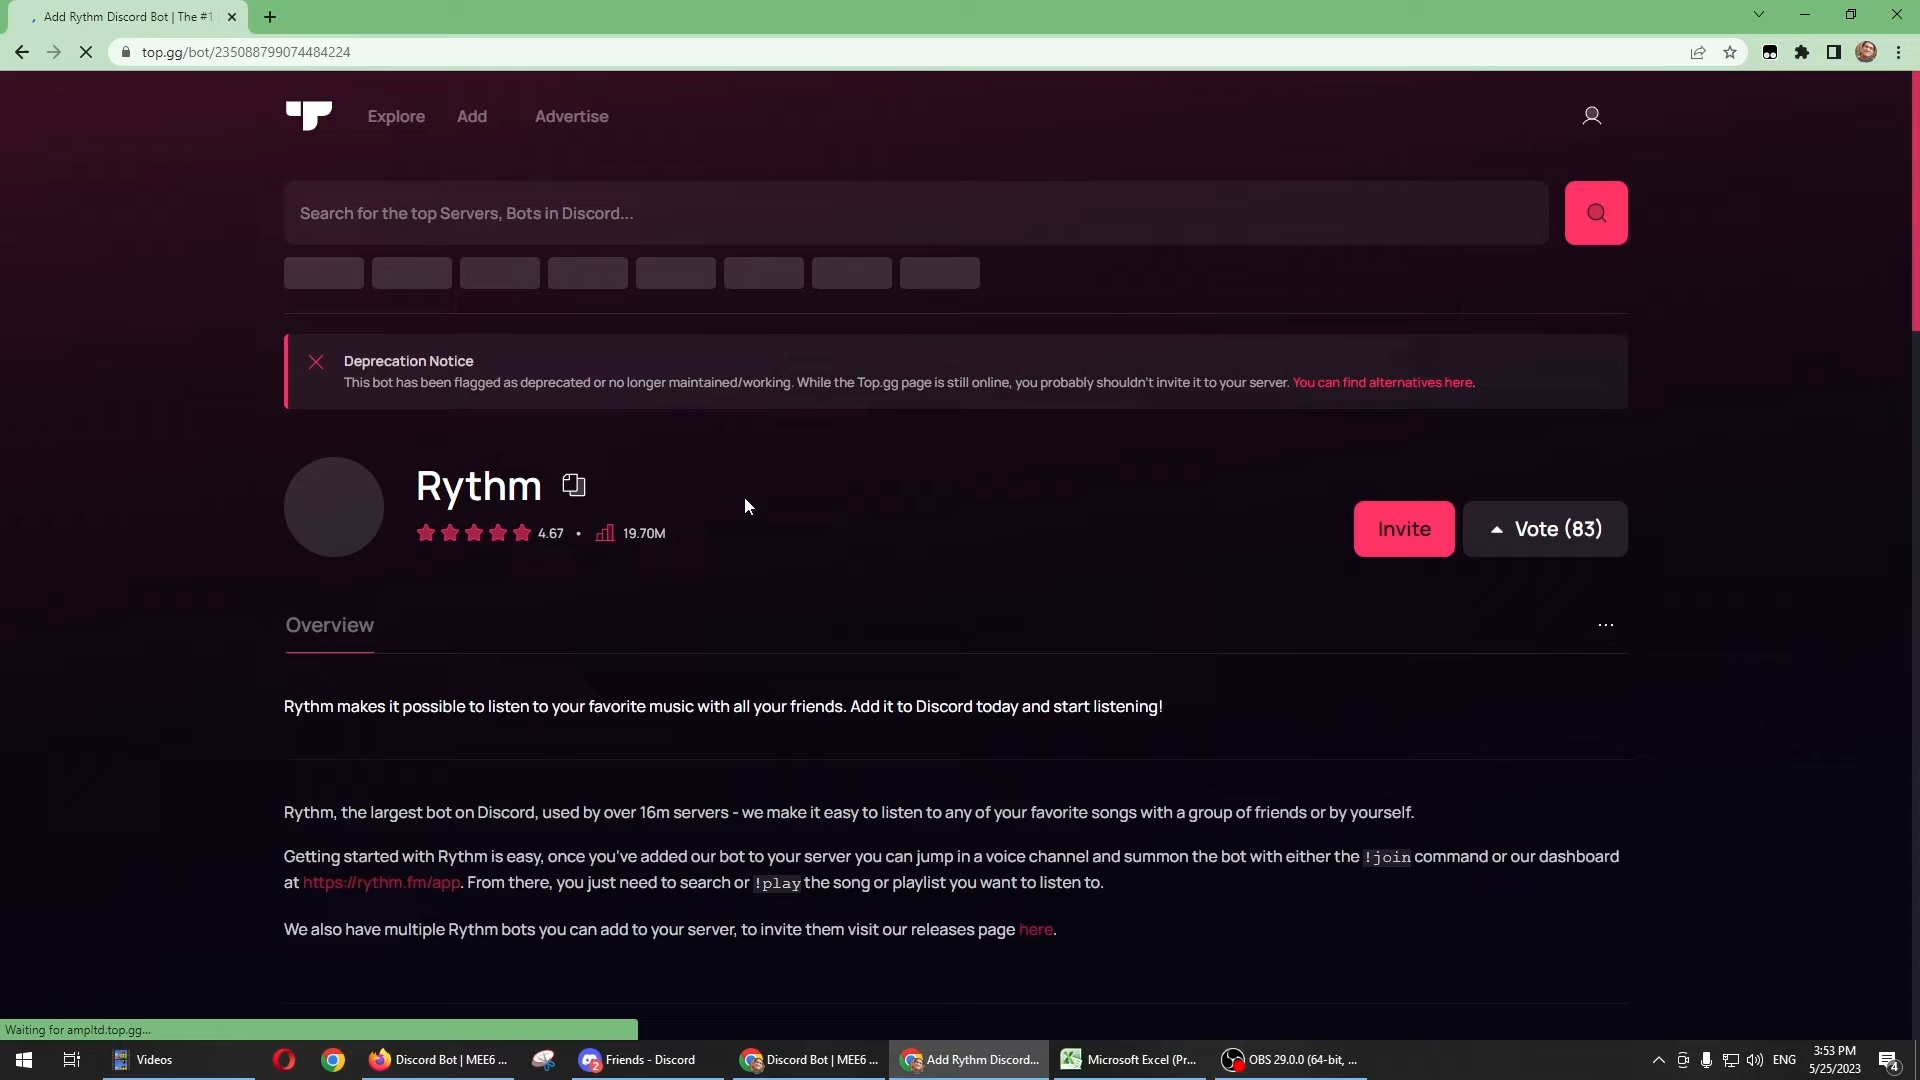 Add Rythm Discord Bot | The #1
top.gg/bot/235088799074484224
Explore Add Advertise
Search for the top Servers, Bots in Discord...
Deprecation Notice
This bot has been flagged as deprecated or no longer maintained/working. While the Top.gg page is still online, you probably shouldn't invite it to your server. You can find alternatives here.
Rythm
4.67 • 19.70M
Invite
Vote (83)
Overview
Rythm makes it possible to listen to your favorite music with all your friends. Add it to Discord today and start listening!
Rythm, the largest bot on Discord, used by over 16m servers - we make it easy to listen to any of your favorite songs with a group of friends or by yourself.
Getting started with Rythm is easy, once you've added our bot to your server you can jump in a voice channel and summon the bot with either the !join command or our dashboard
at https://rythm.fm/app. From there, you just need to search or !play the song or playlist you want to listen to.
We also have multiple Rythm bots you can add to your server, to invite them visit our releases page here.
Waiting for ampltd.top.gg...
Videos
Discord Bot | MEE6 ...
2
Friends - Discord
Discord Bot | MEE6 ...
Add Rythm Discord...
Microsoft Excel (Pr...
OBS 29.0.0 (64-bit, ...
ENG
3:53 PM
5/25/2023
4